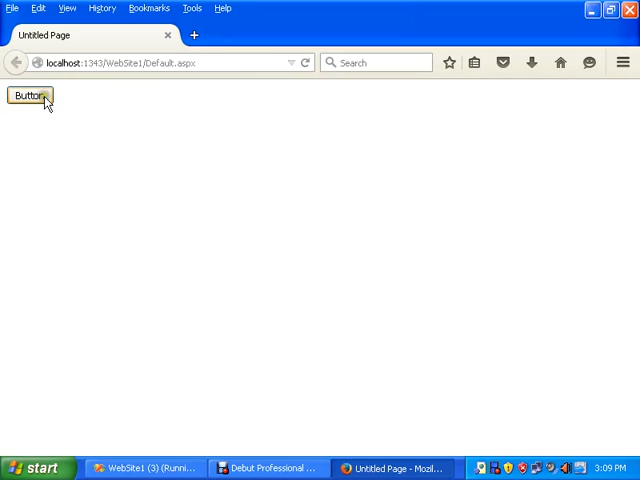 File Edit View History Bookmarks Tools Help
Untitled Page
localhost:1343/WebSite1/Default.aspx
Search
Button
start
WebSite1 (3) (Runni...
Debut Professional ...
Untitled Page - Mozil...
3:09 PM